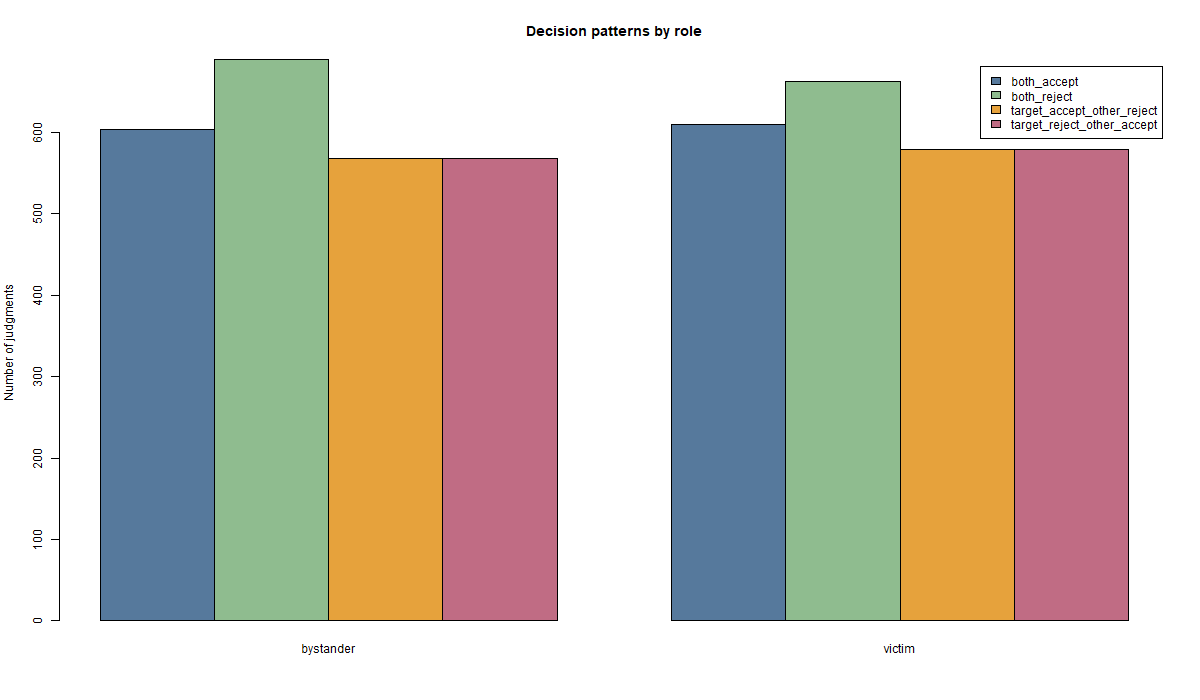 Decision patterns by role
both_accept
both_reject
target_accept_other_reject
target_reject_other_accept
Number of judgments
600
500
400
300
200
100
0
bystander
victim